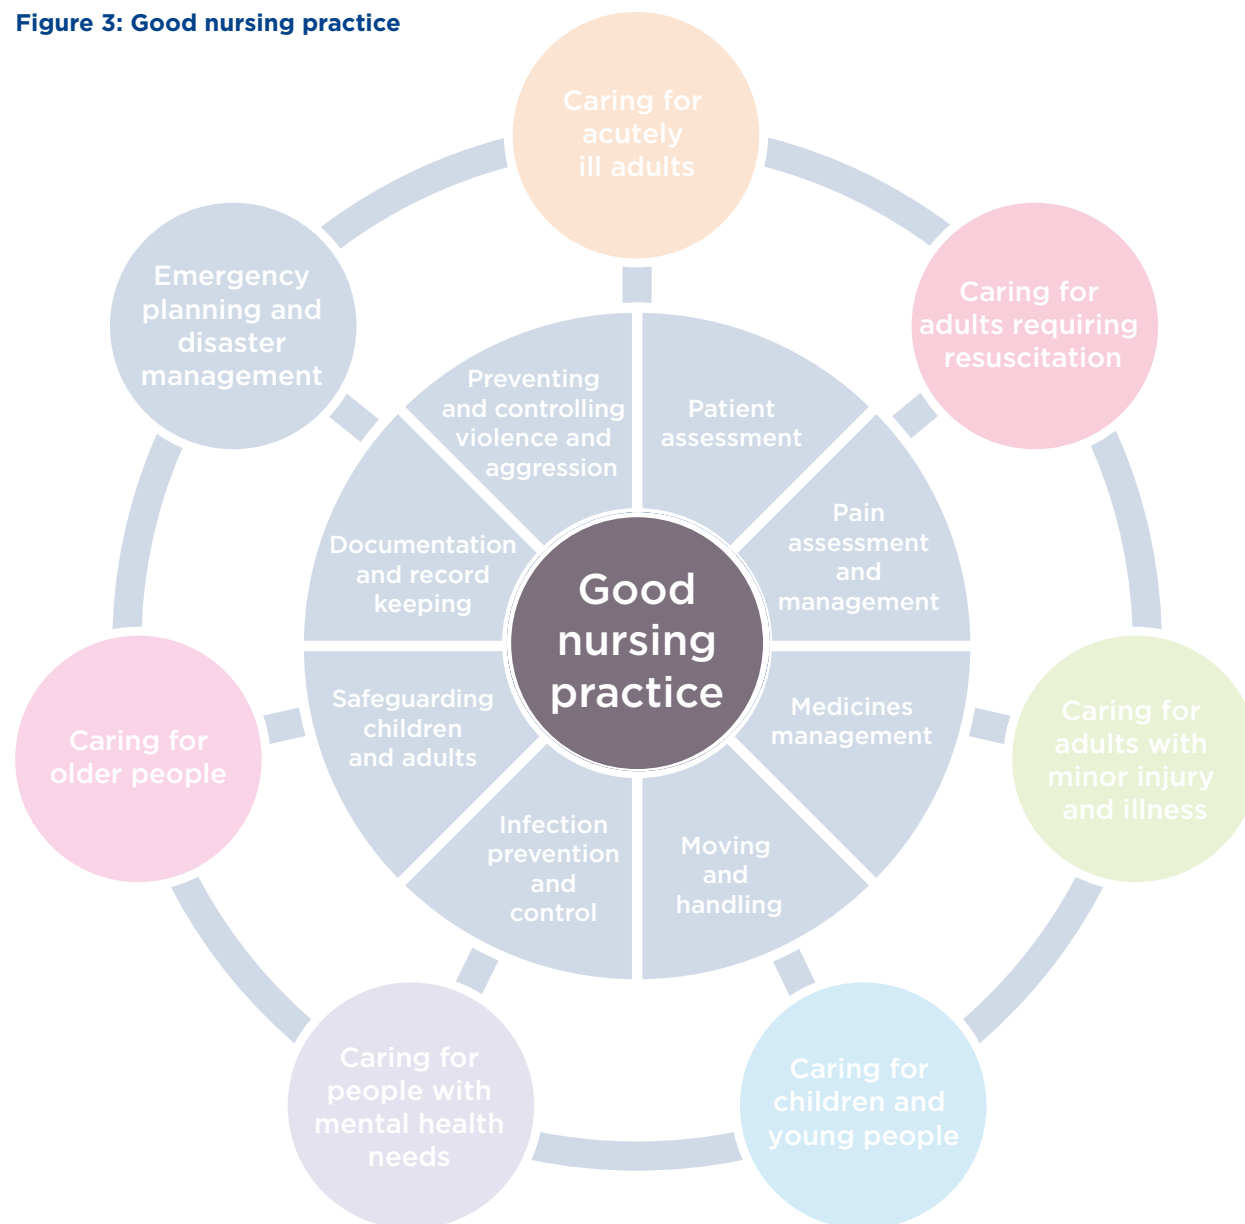 Figure 3: Good nursing practice
Caring for
acutely
ill adults
Caring for
adults requiring
resuscitation
Caring for
adults with
minor injury
and illness
Caring for
children and
young people
Caring for
people with
mental health
needs
Caring for
older people
Emergency
planning and
disaster
management
Patient
assessment
Pain
assessment
and
management
Medicines
management
Moving
and
handling
Infection
prevention
and
control
Safeguarding
children
and adults
Documentation
and record
keeping
Preventing
and controlling
violence and
aggression
Good
nursing
practice